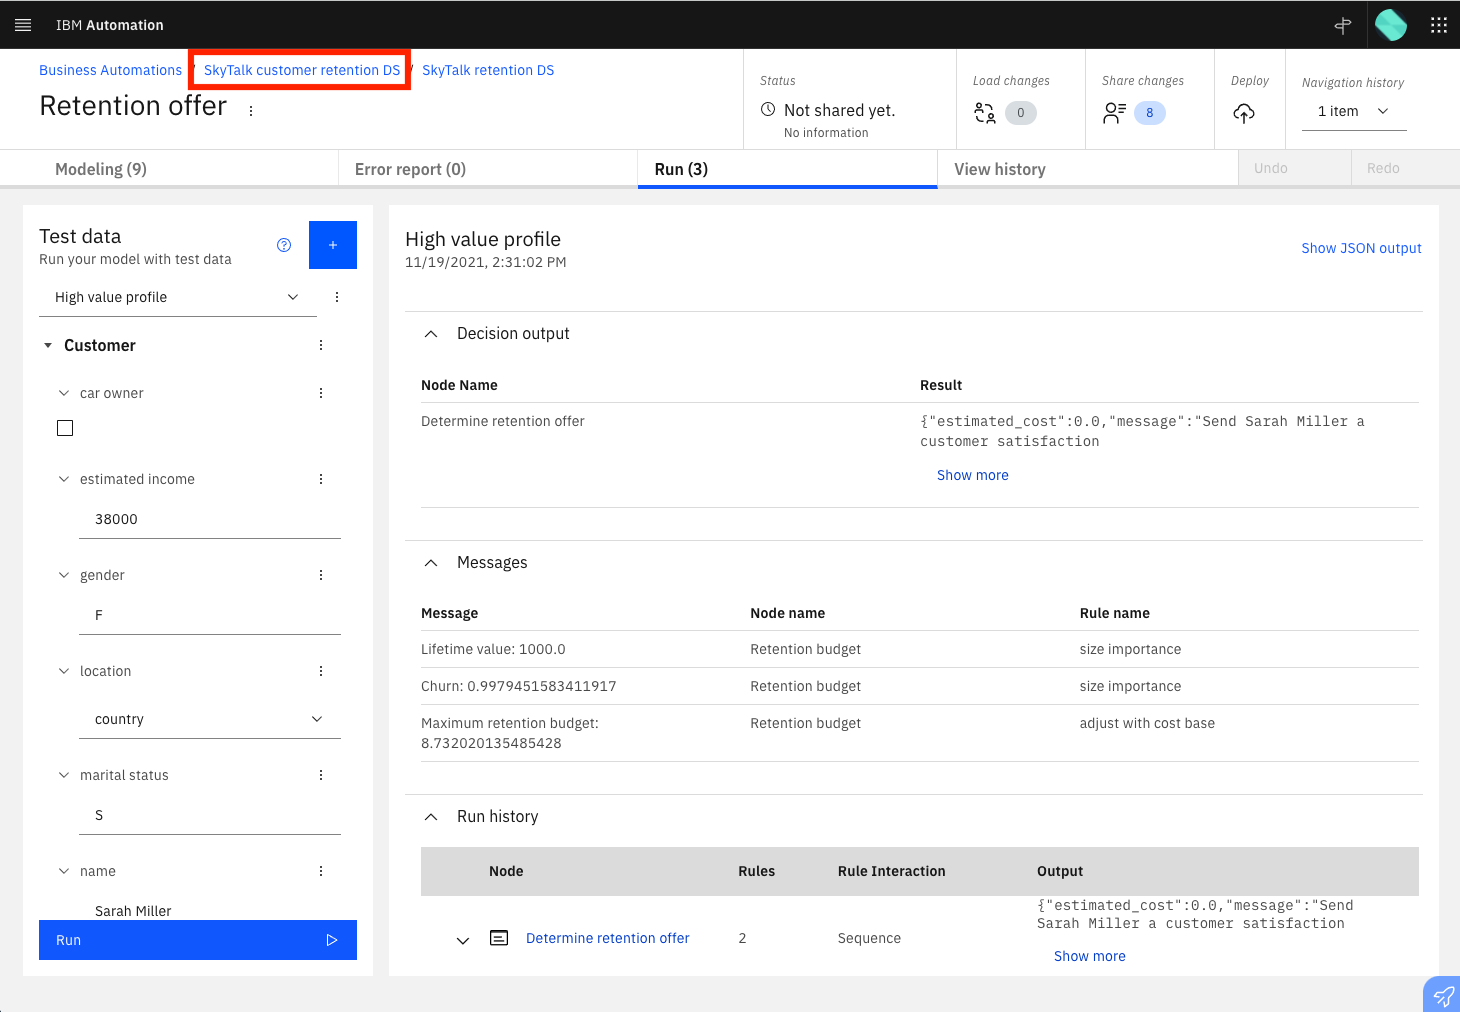 IBM Automation
Business Automations / SkyTalk customer retention DS / SkyTalk retention DS
Retention offer
Status
Not shared yet.
No information
Load changes
0
Share changes
8
Deploy
Navigation history
1 item
Modeling (9)
Error report (0)
Run (3)
View history
Undo
Redo
Test data
Run your model with test data
?
+
High value profile
Customer
car owner
estimated income
38000
gender
F
location
country
marital status
S
name
Sarah Miller
Run
High value profile
11/19/2021, 2:31:02 PM
Show JSON output
Decision output
Node Name Result
Determine retention offer {"estimated_cost":0.0,"message":"Send Sarah Miller a
customer satisfaction
Show more
Messages
Message Node name Rule name
Lifetime value: 1000.0 Retention budget size importance
Churn: 0.9979451583411917 Retention budget size importance
Maximum retention budget: Retention budget adjust with cost base
8.732020135485428
Run history
Node Rules Rule Interaction Output
{"estimated_cost":0.0,"message":"Send
Sarah Miller a customer satisfaction
Determine retention offer 2 Sequence
Show more